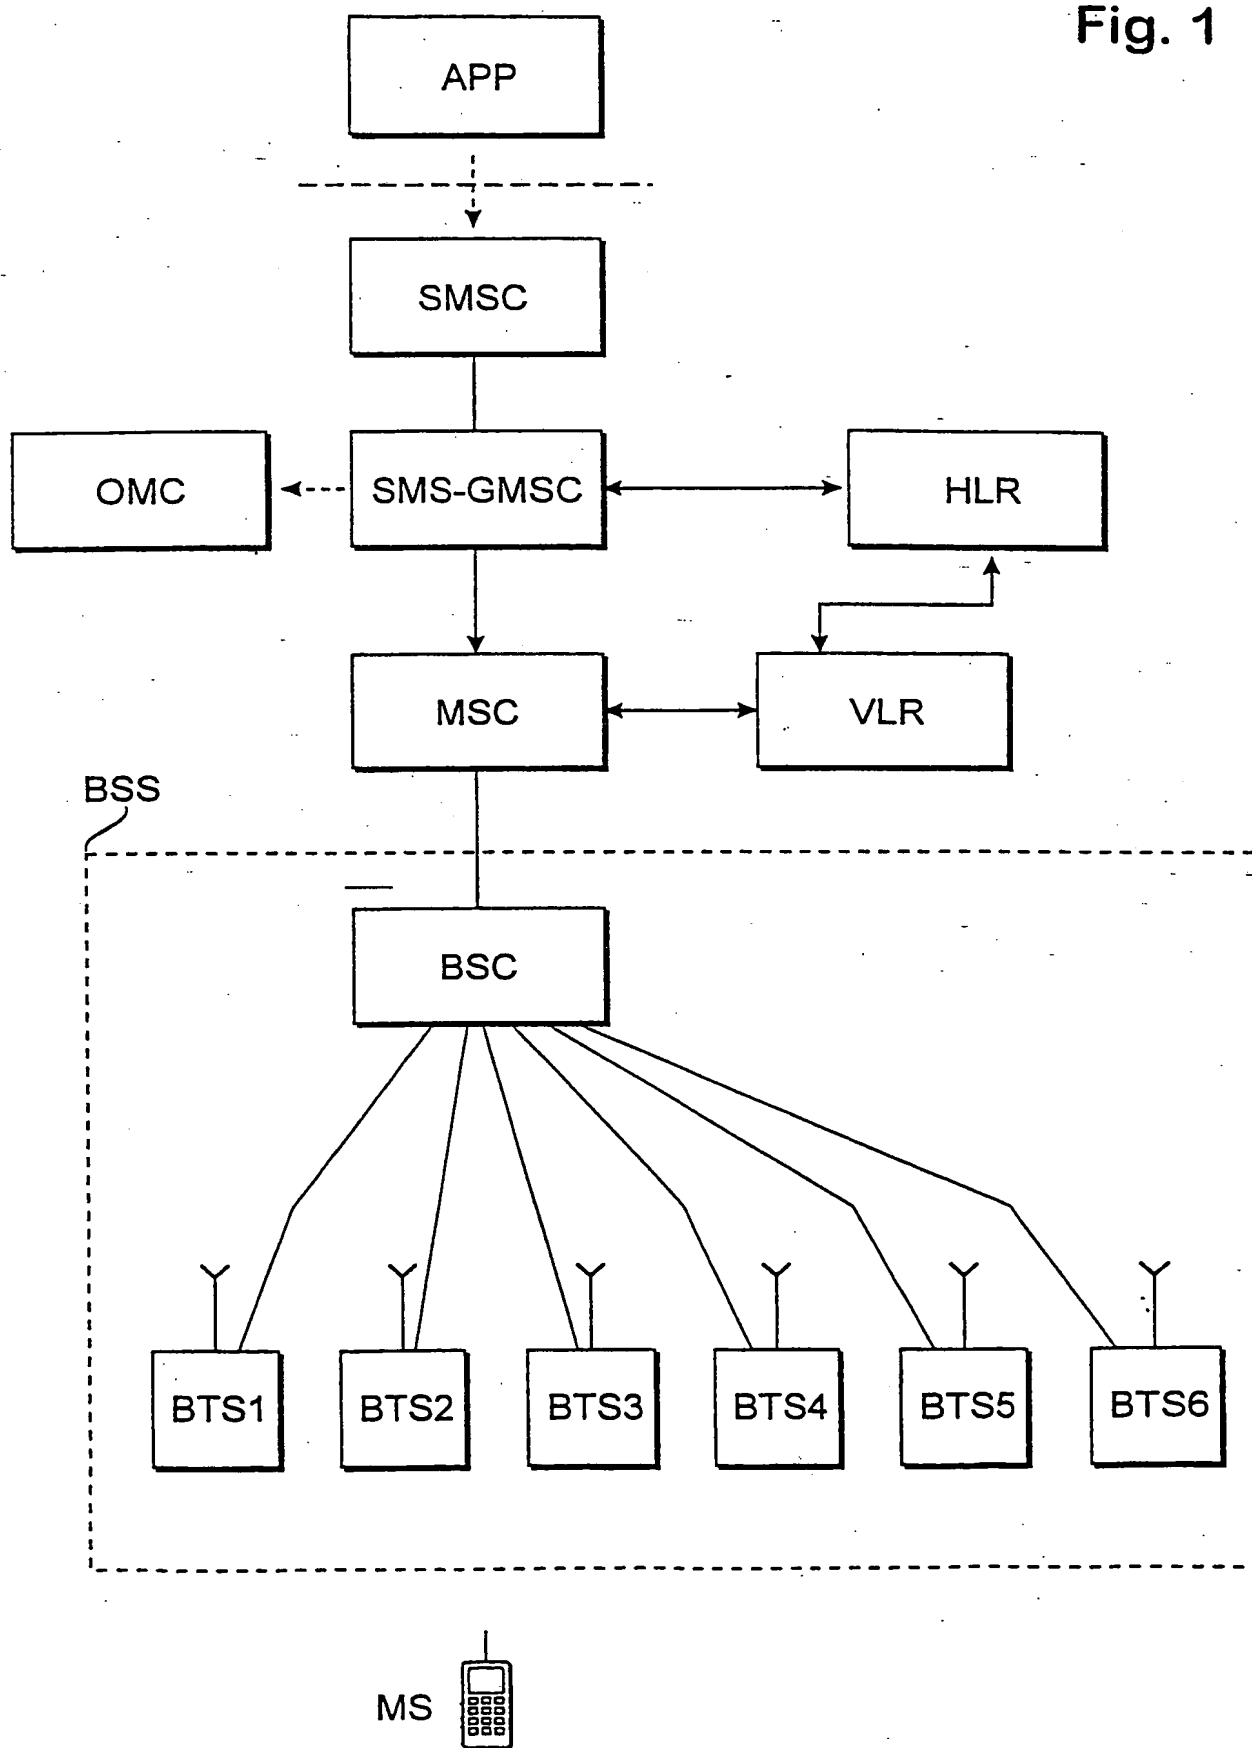 Fig. 1
APP
SMSC
OMC
SMS-GMSC
HLR
MSC
VLR
BSS
BSC
BTS1
BTS2
BTS3
BTS4
BTS5
BTS6
MS